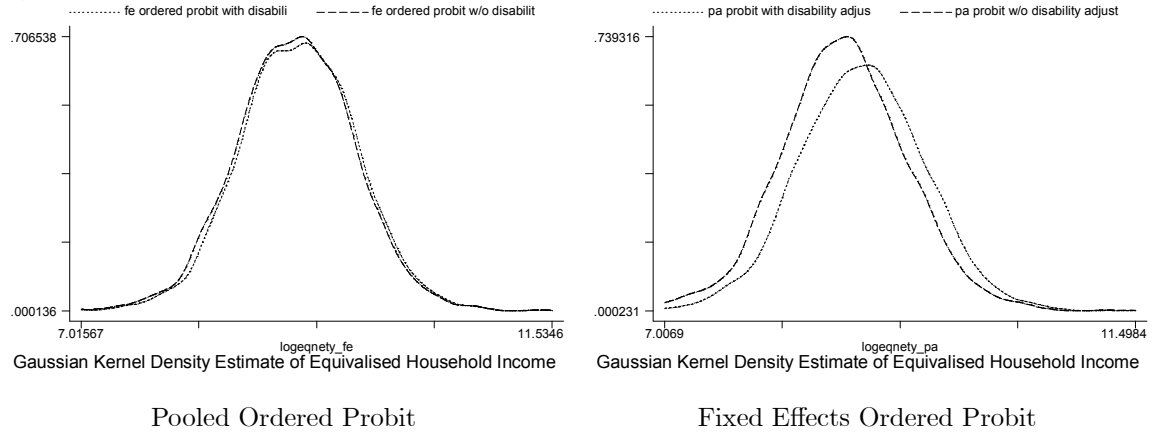 fe ordered probit with disabili fe ordered probit w/o disabilit
.706538
.000136
7.01567 11.5346
logeqnety_fe
Gaussian Kernel Density Estimate of Equivalised Household Income
Pooled Ordered Probit
pa probit with disability adjus pa probit w/o disability adjust
.739316
.000231
7.0069 11.4984
logeqnety_pa
Gaussian Kernel Density Estimate of Equivalised Household Income
Fixed Effects Ordered Probit